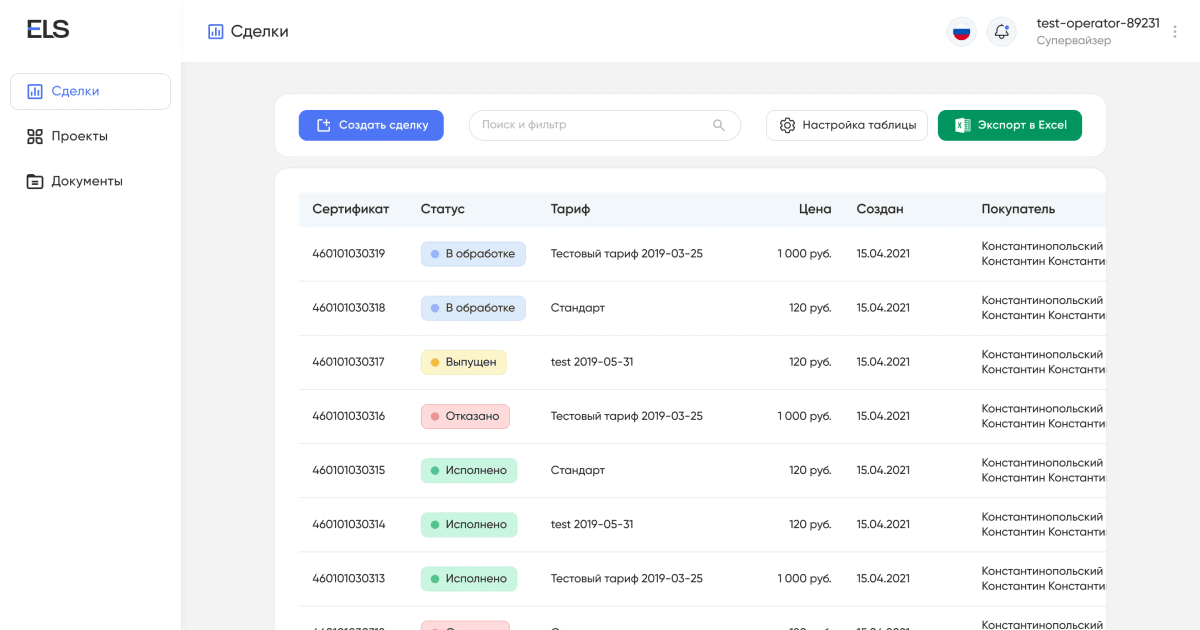 ELS
Сделки
test-operator-89231
Супервайзер
Сделки
Проекты
Документы
Создать сделку
Поиск и фильтр
Настройка таблицы
Экспорт в Excel
Сертификат Статус Тариф Цена Создан Покупатель
460101030319 В обработке Тестовый тариф 2019-03-25 1 000 руб. 15.04.2021 Константинопольский
Константин Константи
460101030318 В обработке Стандарт 120 руб. 15.04.2021 Константинопольский
Константин Константи
460101030317 Выпущен test 2019-05-31 120 руб. 15.04.2021 Константинопольский
Константин Константи
460101030316 Отказано Тестовый тариф 2019-03-25 1 000 руб. 15.04.2021 Константинопольский
Константин Константи
460101030315 Исполнено Стандарт 120 руб. 15.04.2021 Константинопольский
Константин Константи
460101030314 Исполнено test 2019-05-31 120 руб. 15.04.2021 Константинопольский
Константин Константи
460101030313 Исполнено Тестовый тариф 2019-03-25 1 000 руб. 15.04.2021 Константинопольский
Константин Константи
Константинопольский